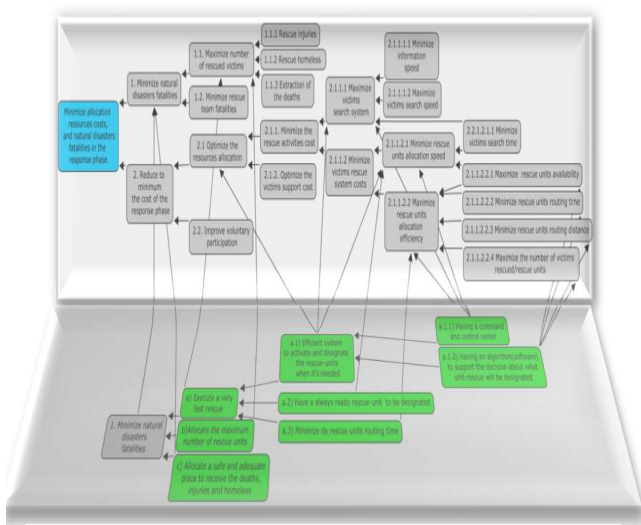 Minimize allocation
resources costs,
and natural disasters
fatalities in the
response phase
1. Minimize natural
disasters fatalities
2. Reduce to
minimum
the cost of the
response phase
1.1. Maximize number
of rescued victims
1.2. Minimize rescue
team fatalities
2.1 Optimize the
resources allocation
2.2. Improve voluntary
participation
1.1.1 Rescue injuries
1.1.2 Rescue homeless
1.1.3 Extraction of
the deaths
2.1.1. Minimize the
rescue activities cost
2.1.2. Optimize the
victims support cost
2.1.1.1 Maximize
victims
search system
2.1.1.2 Minimize
victims rescue
system costs
2.1.1.1.1 Minimize
information
speed
2.1.1.1.2 Maximize
victims search speed
2.1.1.2.1 Minimize rescue
units allocation speed
2.1.1.2.2 Maximize
rescue units
allocation
efficiency
2.2.1.2.1.1 Minimize
victims search time
2.1.1.2.2.1 Maximize rescue units availability
2.1.1.2.2.2 Minimize rescue units routing time
2.1.1.2.2.3 Minimize rescue units routing distance
2.1.1.2.2.4 Maximize the number of victims
rescued/rescue units
1. Minimize natural
disasters
fatalities
a) Execute a very
fast rescue
b)Allocate the maximum
number of rescue units
c) Allocate a safe and adequate
place to receive the deaths,
injuries and homeless
a.1) Efficient system
to activate and designate
the rescue-units
when it's needed
a.2) Have a always ready rescue-unit to be designated
a.3) Minimize de rescue units routing time
a.1.1) Having a command
and control center
a.1.2) Having an algorithm(software)
to support the decision about what
unit-rescue will be designated